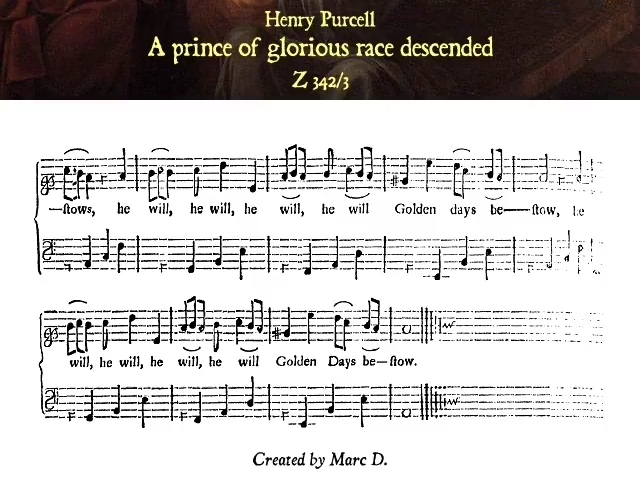 Henry Purcell
A prince of glorious race descended
Z 342/3
—stows, he will, he will, he will, he will Golden days be—stow, he
will, he will, he will, he will Golden Days be—stow.
Created by Marc D.